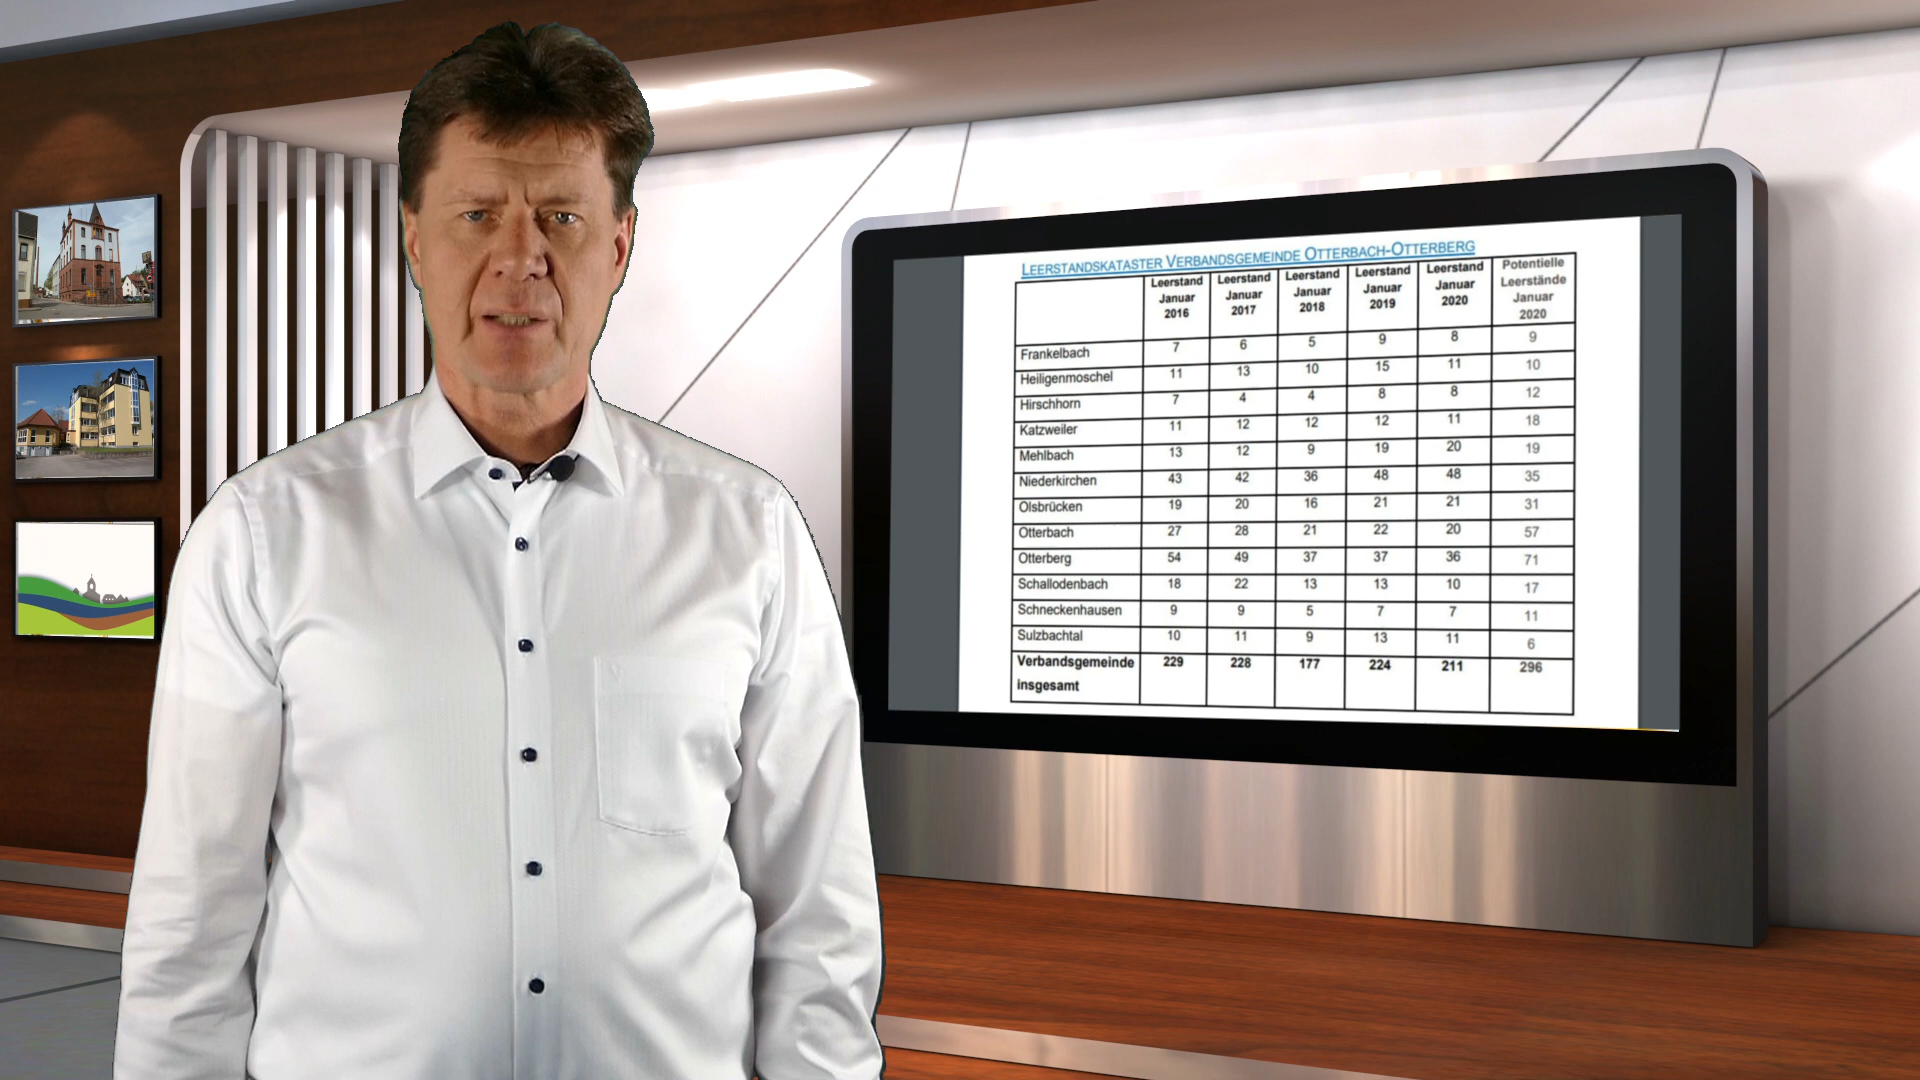 LEERSTANDSKATASTER VERBANDSGEMEINDE OTTERBACH-OTTERBERG
Leerstand Januar 2016 Leerstand Januar 2017 Leerstand Januar 2018 Leerstand Januar 2019 Leerstand Januar 2020 Potentielle Leerstände Januar 2020
Frankelbach 7 6 5 9 8 9
Heiligenmoschel 11 13 10 15 11 10
Hirschhorn 7 4 4 8 8 12
Katzweiler 11 12 12 12 11 18
Mehlbach 13 12 9 19 20 19
Niederkirchen 43 42 36 48 48 35
Olsbrücken 19 20 16 21 21 31
Otterbach 27 28 21 22 20 57
Otterberg 54 49 37 37 36 71
Schallodenbach 18 22 13 13 10 17
Schneckenhausen 9 9 5 7 7 11
Sulzbachtal 10 11 9 13 11 6
Verbandsgemeinde insgesamt 229 228 177 224 211 296